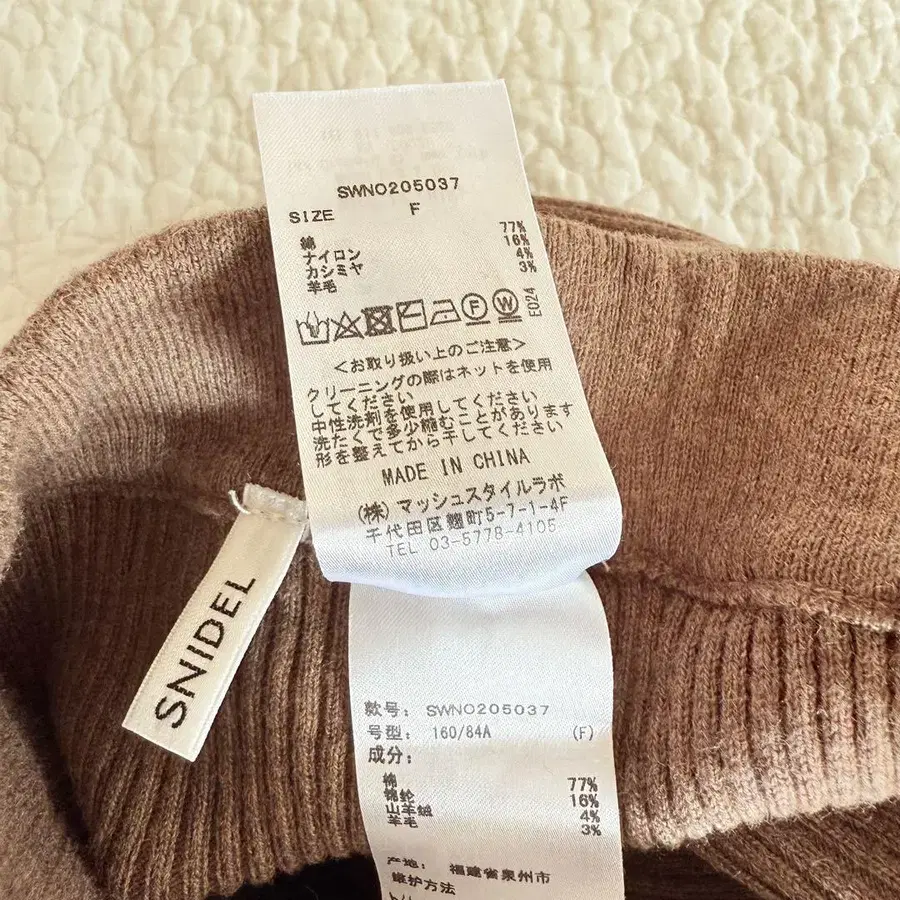 SWNO205037
SIZE F
綿 77%
ナイロン 16%
カシミヤ 4%
羊毛 3%
E024
＜お取り扱い上のご注意＞
クリーニングの際はネットを使用
してください
中性洗剤を使用してください
洗たくで多少縮むことがあります
形を整えてから干してください
MADE IN CHINA
(株)マッシュスタイルラボ
千代田区麹町5-7-1-4F
TEL 03-5778-4105
SNIDEL
款号: SWNO205037
号型: 160/84A (F)
成分:
棉 77%
锦纶 16%
山羊绒 4%
羊毛 3%
产地: 福建省泉州市
维护方法